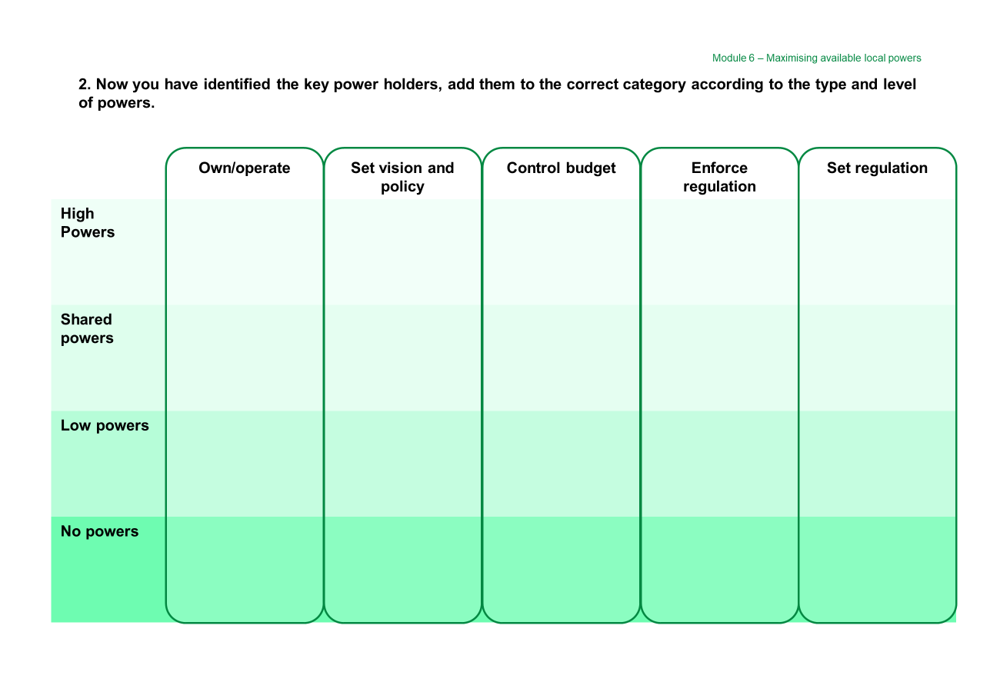 Module 6 – Maximising available local powers
2. Now you have identified the key power holders, add them to the correct category according to the type and level
of powers.
Own/operate
Set vision and
policy
Control budget
Enforce
regulation
Set regulation
High
Powers
Shared
powers
Low powers
No powers